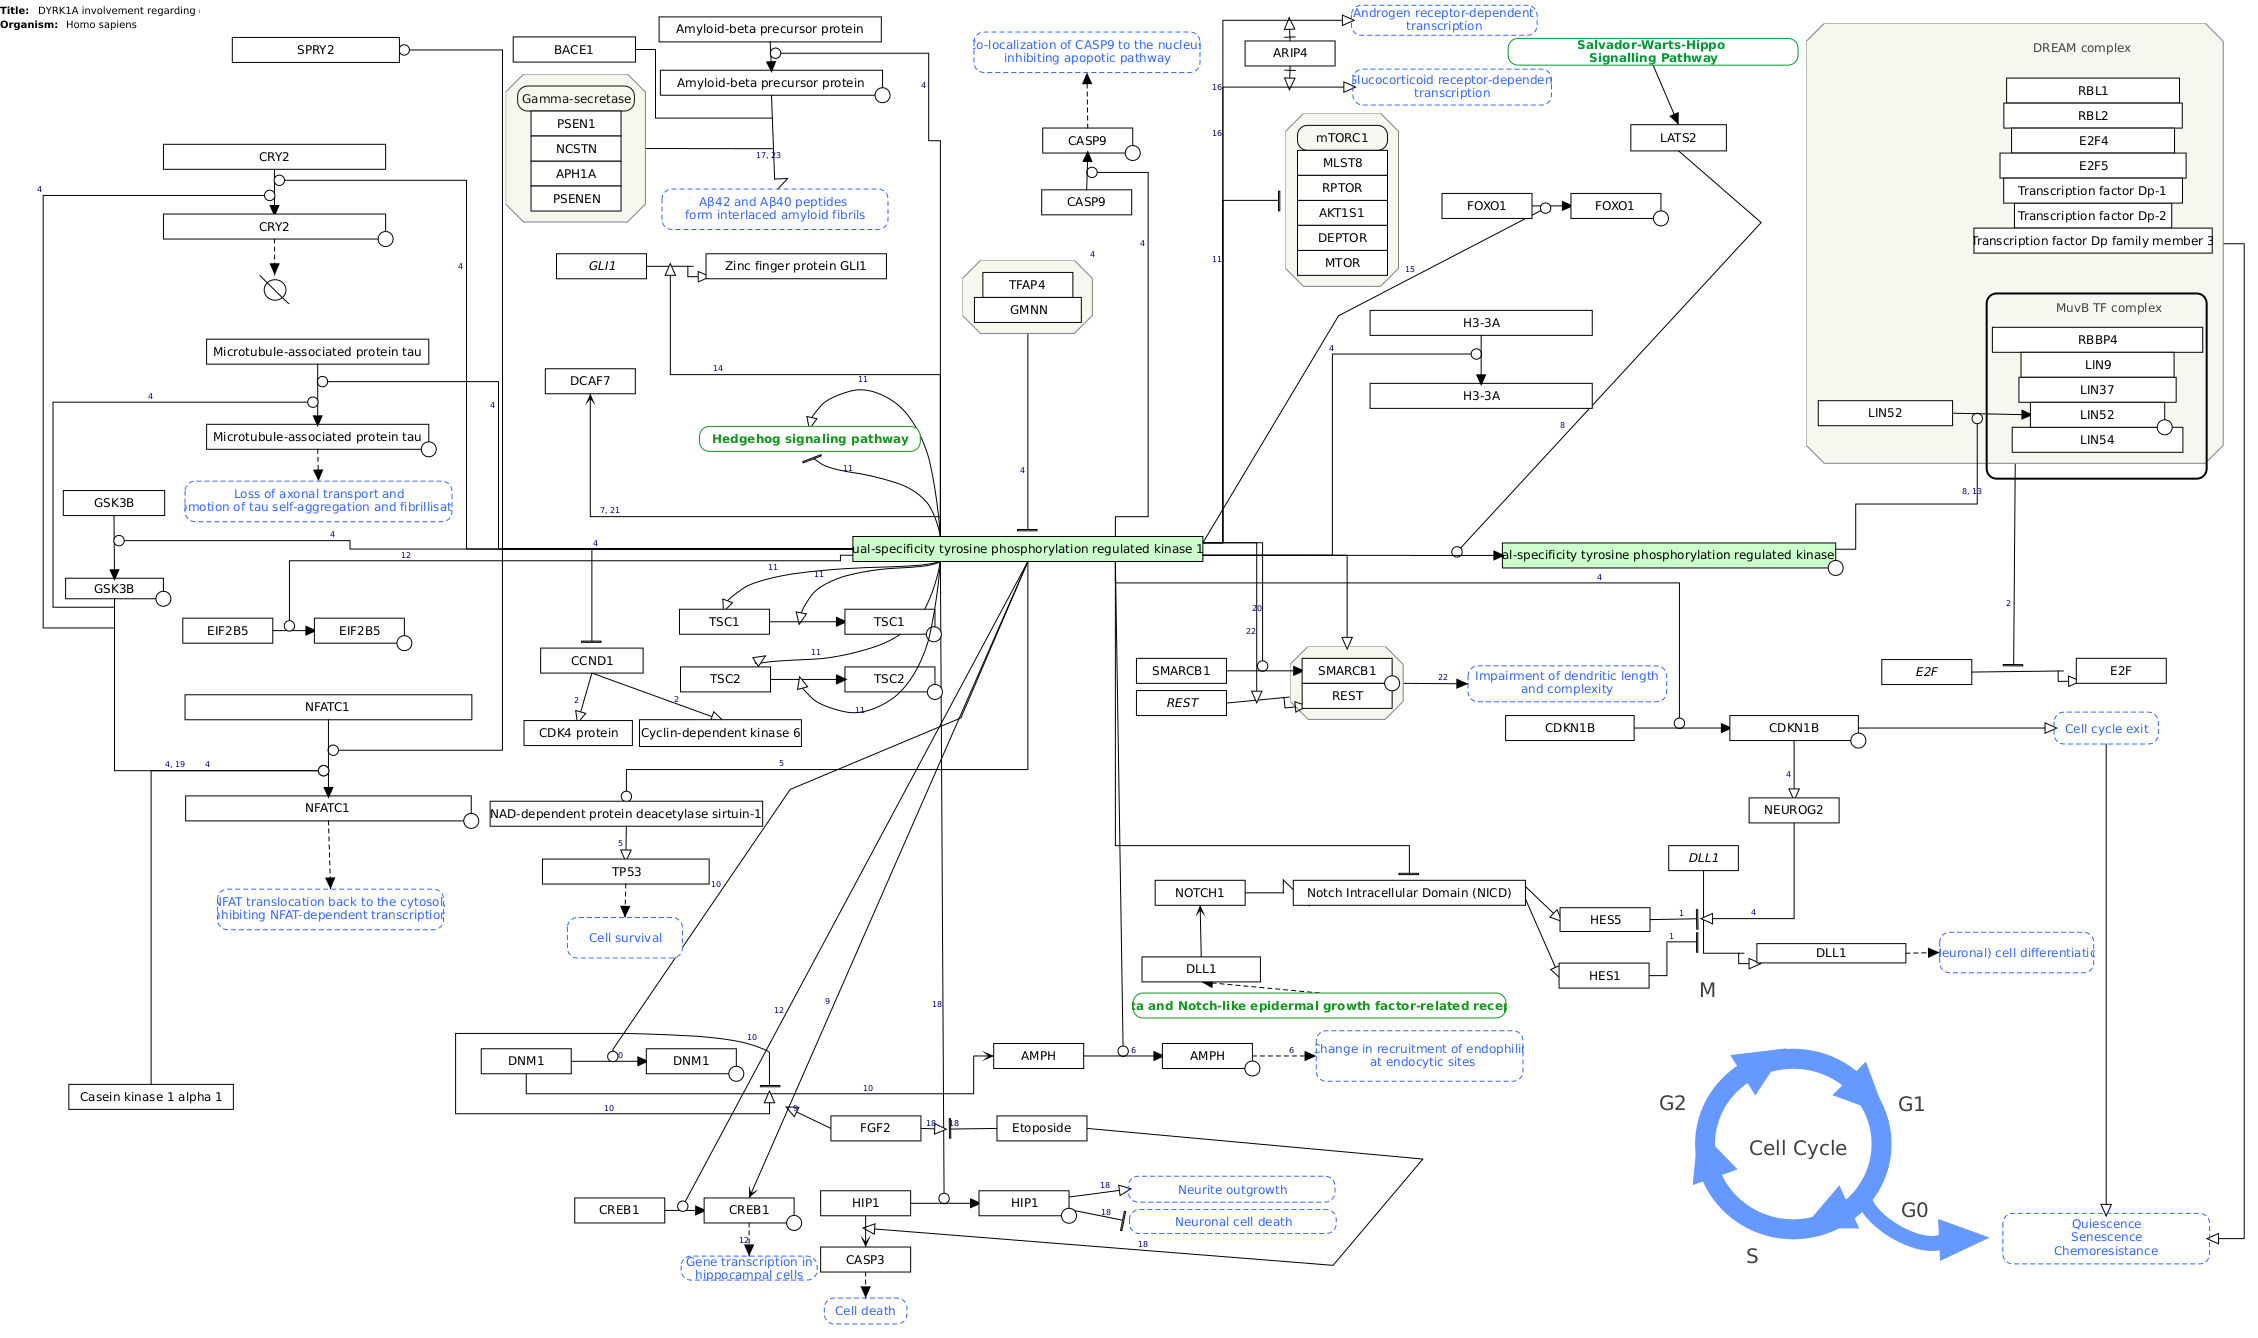 Title: DYRK1A involvement regarding
Organism: Homo sapiens
SPRY2
BACE1
Amyloid-beta precursor protein
Amyloid-beta precursor protein
4
Gamma-secretase
PSEN1
NCSTN
APH1A
PSENEN
17, 23
Aβ42 and Aβ40 peptides
form interlaced amyloid fibrils
o-localization of CASP9 to the nucleu
inhibiting apopotic pathway
CASP9
CASP9
4
Androgen receptor-dependent
transcription
ARIP4
Glucocorticoid receptor-dependen
transcription
16
16
11
Salvador-Warts-Hippo
Signalling Pathway
LATS2
mTORC1
MLST8
RPTOR
AKT1S1
DEPTOR
MTOR
FOXO1
FOXO1
15
DREAM complex
RBL1
RBL2
E2F4
E2F5
Transcription factor Dp-1
Transcription factor Dp-2
Transcription factor Dp family member 3
MuvB TF complex
RBBP4
LIN9
LIN37
LIN52
LIN52
LIN54
8, 13
CRY2
CRY2
4
4
GLI1
Zinc finger protein GLI1
14
TFAP4
GMNN
4
4
H3-3A
H3-3A
4
8
Microtubule-associated protein tau
Microtubule-associated protein tau
4
4
Loss of axonal transport and
motion of tau self-aggregation and fibrillisat
DCAF7
7, 21
11
Hedgehog signaling pathway
11
GSK3B
GSK3B
4
12
4
ual-specificity tyrosine phosphorylation regulated kinase 1
al-specificity tyrosine phosphorylation regulated kinase
EIF2B5
EIF2B5
11
11
TSC1
TSC1
11
TSC2
TSC2
11
CCND1
2
2
CDK4 protein
Cyclin-dependent kinase 6
4
20
22
SMARCB1
REST
SMARCB1
REST
22
Impairment of dendritic length
and complexity
2
E2F
E2F
CDKN1B
CDKN1B
Cell cycle exit
4
NEUROG2
NFATC1
4, 19
4
NFATC1
NFAT translocation back to the cytosol
nhibiting NFAT-dependent transcription
5
NAD-dependent protein deacetylase sirtuin-1
5
TP53
Cell survival
10
12
9
18
DLL1
NOTCH1
Notch Intracellular Domain (NICD)
HES5
1
4
HES1
1
DLL1
DLL1
euronal) cell differentiatio
ta and Notch-like epidermal growth factor-related recep
M
DNM1
0
DNM1
10
10
10
AMPH
6
AMPH
6
Change in recruitment of endophilin
at endocytic sites
Casein kinase 1 alpha 1
9
FGF2
18
18
Etoposide
CREB1
CREB1
12
Gene transcription in
hippocampal cells
HIP1
HIP1
18
Neurite outgrowth
18
Neuronal cell death
18
CASP3
Cell death
G2
G1
Cell Cycle
G0
S
Quiescence
Senescence
Chemoresistance